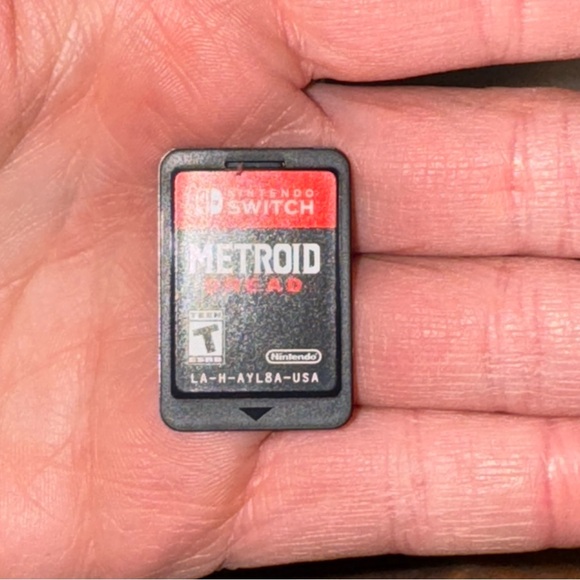 NINTENDO
SWITCH
METROID
DREAD
TEEN
T
ESRB
Nintendo
LA-H-AYL8A-USA